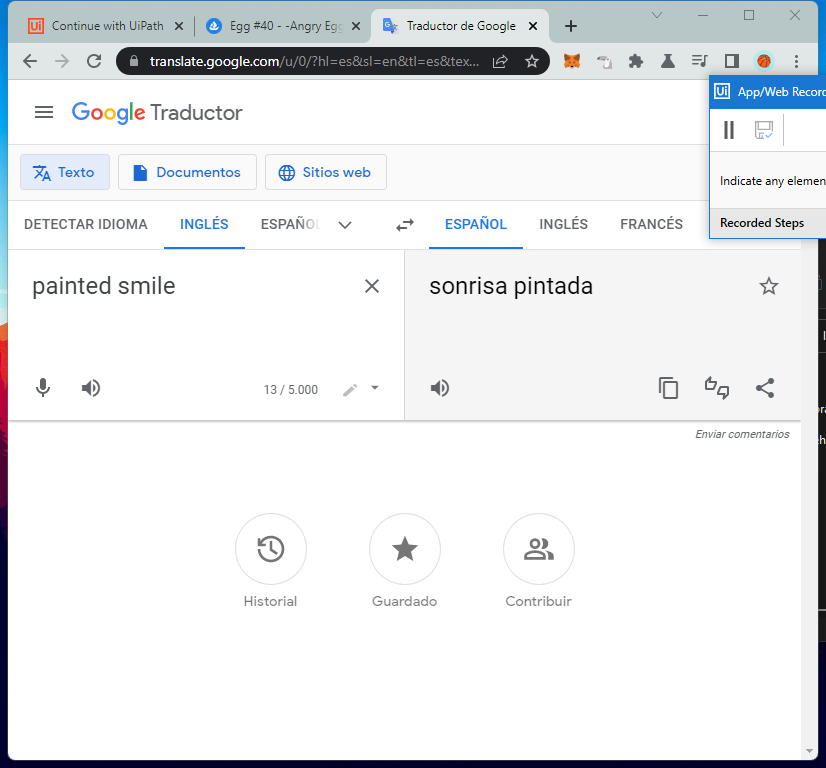 Continue with UiPath
Egg #40 - -Angry Egg
Traductor de Google
translate.google.com/u/0/?hl=es&sl=en&tl=es&tex...
Ui App/Web Recor
Google Traductor
Indicate any elemen
Recorded Steps
Texto
Documentos
Sitios web
DETECTAR IDIOMA
INGLÉS
ESPAÑOL
ESPAÑOL
INGLÉS
FRANCÉS
painted smile
sonrisa pintada
13 / 5.000
Enviar comentarios
Historial
Guardado
Contribuir